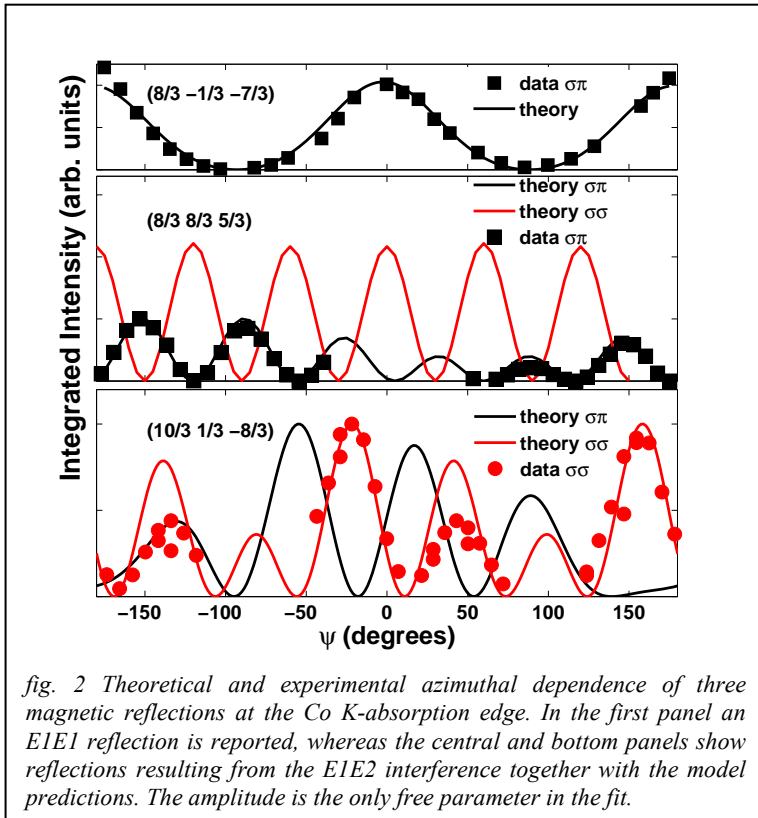 (8/3 −1/3 −7/3)
data σπ
theory
(8/3 8/3 5/3)
theory σπ
theory σσ
data σπ
(10/3 1/3 −8/3)
theory σπ
theory σσ
data σσ
Integrated Intensity (arb. units)
−150 −100 −50 0 50 100 150
ψ (degrees)
fig. 2 Theoretical and experimental azimuthal dependence of three
magnetic reflections at the Co K-absorption edge. In the first panel an
E1E1 reflection is reported, whereas the central and bottom panels show
reflections resulting from the E1E2 interference together with the model
predictions. The amplitude is the only free parameter in the fit.